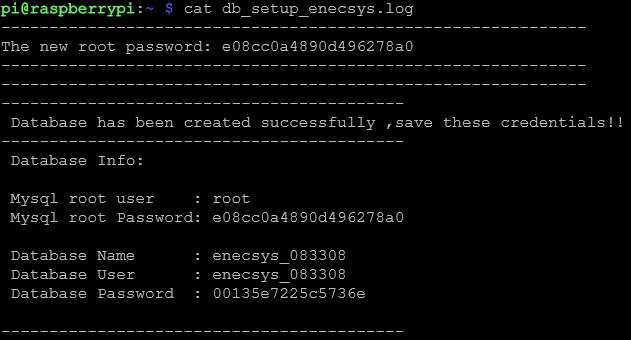 pi@raspberrypi:~ $ cat db_setup_enecsys.log
-------------------------------------------------------------
The new root password: e08cc0a4890d496278a0
-------------------------------------------------------------
-------------------------------------------------------------
------------------------------------------
 Database has been created successfully ,save these credentials!!
------------------------------------------
 Database Info:

 Mysql root user    : root
 Mysql root Password: e08cc0a4890d496278a0

 Database Name      : enecsys_083308
 Database User      : enecsys_083308
 Database Password  : 00135e7225c5736e

------------------------------------------